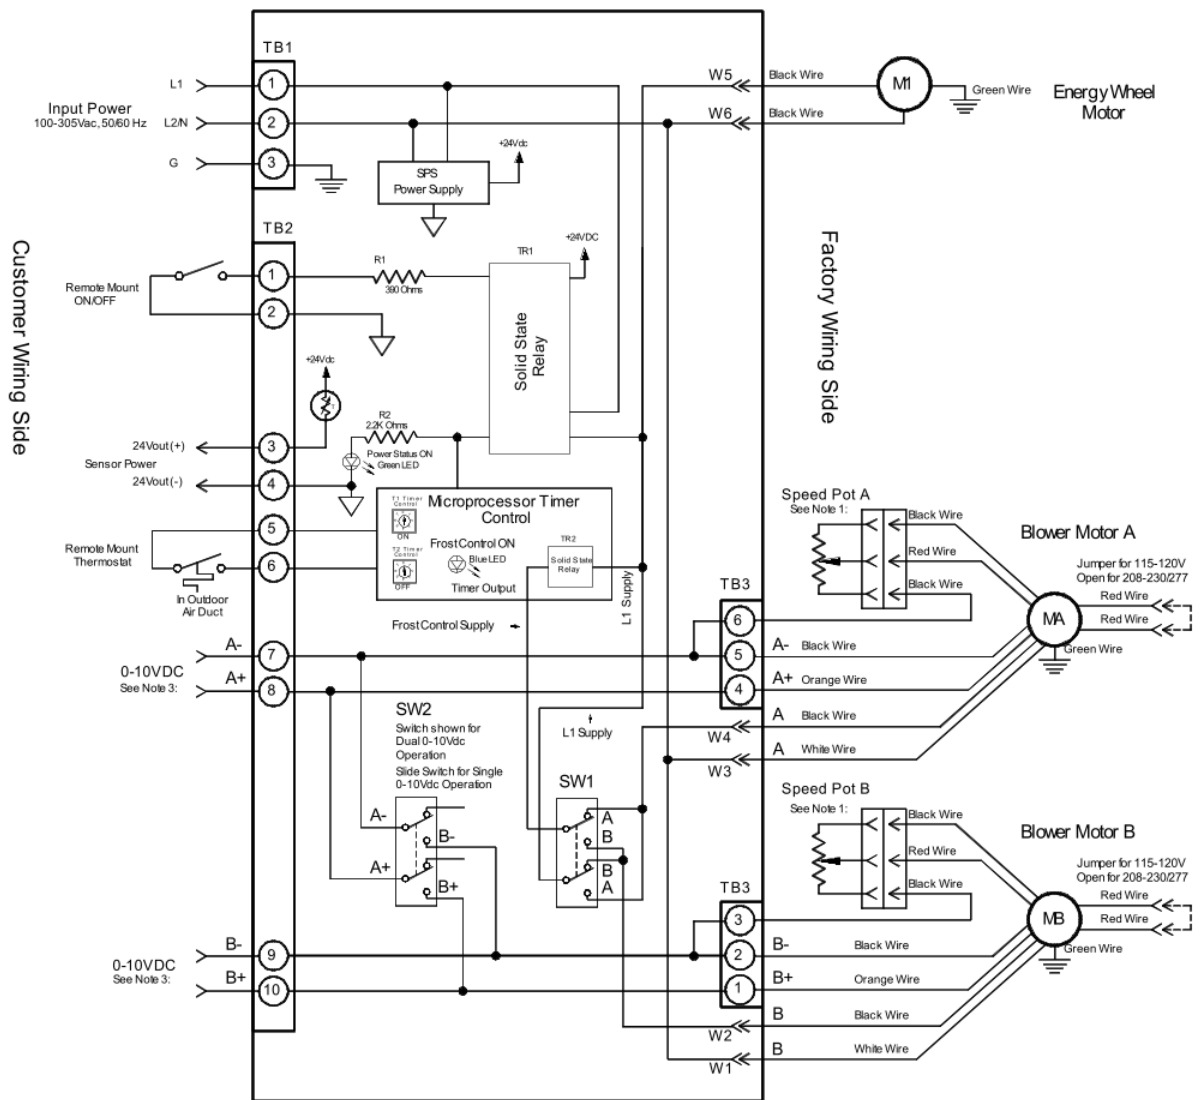 TB1
L1
1
Input Power
100-305Vac, 50/60 Hz
L2/N
2
G
3
SPS
Power Supply
+24Vdc
W5
Black Wire
M1
Green Wire
Energy Wheel
Motor
W6
Black Wire
Customer Wiring Side
Factory Wiring Side
TB2
1
Remote Mount
ON/OFF
2
R1
390 Ohms
TR1
+24VDC
Solid State
Relay
+24Vdc
24Vout(+)
3
Sensor Power
24Vout(-)
4
R2
2.2K Ohms
Power Status ON
Green LED
5
Remote Mount
Thermostat
6
In Outdoor
Air Duct
Microprocessor Timer
Control
T1 Timer
Control
ON
T2 Timer
Control
OFF
Frost Control ON
Blue LED
Timer Output
TR2
Solid State
Relay
L1 Supply
Frost Control Supply
A-
7
0-10VDC
See Note 3:
A+
8
SW2
Switch shown for
Dual 0-10Vdc
Operation
Slide Switch for Single
0-10Vdc Operation
A-
B-
A+
B+
L1 Supply
SW1
A
B
B
A
B-
9
0-10VDC
See Note 3:
B+
10
Speed Pot A
See Note 1:
Black Wire
Red Wire
Black Wire
Blower Motor A
Jumper for 115-120V
Open for 208-230/277
Red Wire
Red Wire
MA
Green Wire
TB3
6
5
A-
Black Wire
4
A+
Orange Wire
W4
A
Black Wire
W3
A
White Wire
Speed Pot B
See Note 1:
Black Wire
Red Wire
Black Wire
Blower Motor B
Jumper for 115-120V
Open for 208-230/277
Red Wire
Red Wire
MB
Green Wire
TB3
3
2
B-
Black Wire
1
B+
Orange Wire
W2
B
Black Wire
W1
B
White Wire